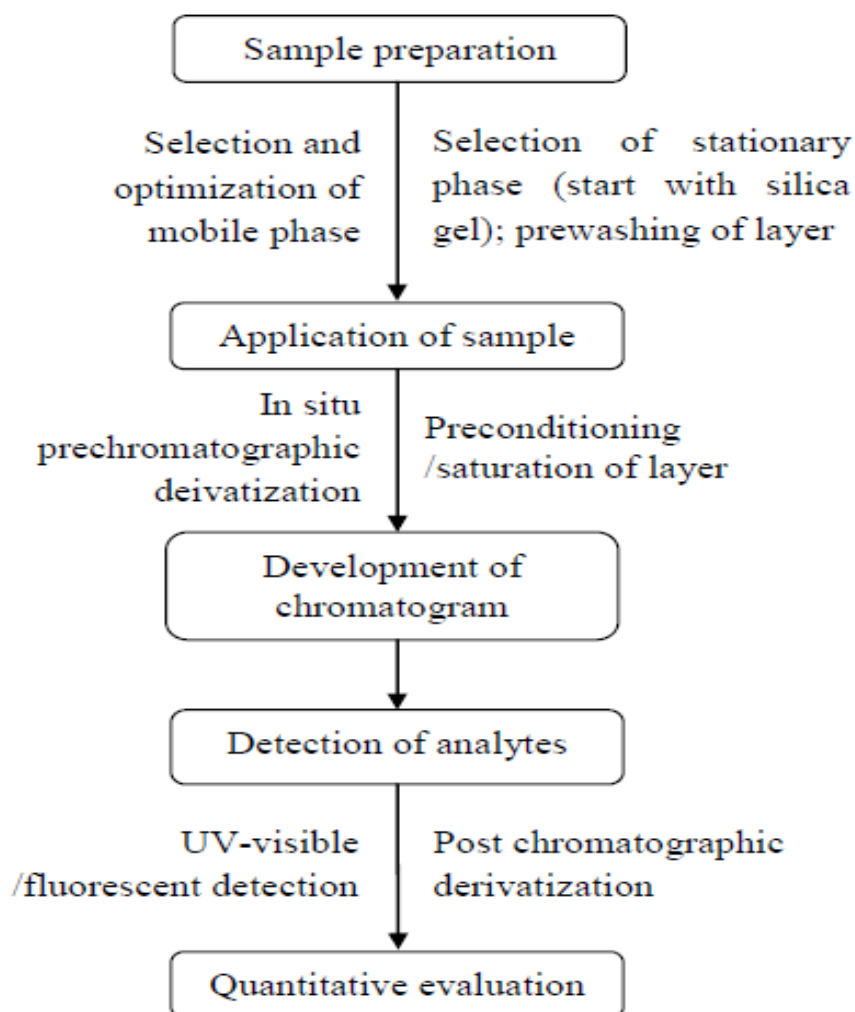 Sample preparation
Selection and
optimization of
mobile phase
Selection of stationary
phase (start with silica
gel); prewashing of layer
Application of sample
In situ
prechromatographic
deivatization
Preconditioning
/saturation of layer
Development of
chromatogram
Detection of analytes
UV-visible
/fluorescent detection
Post chromatographic
derivatization
Quantitative evaluation